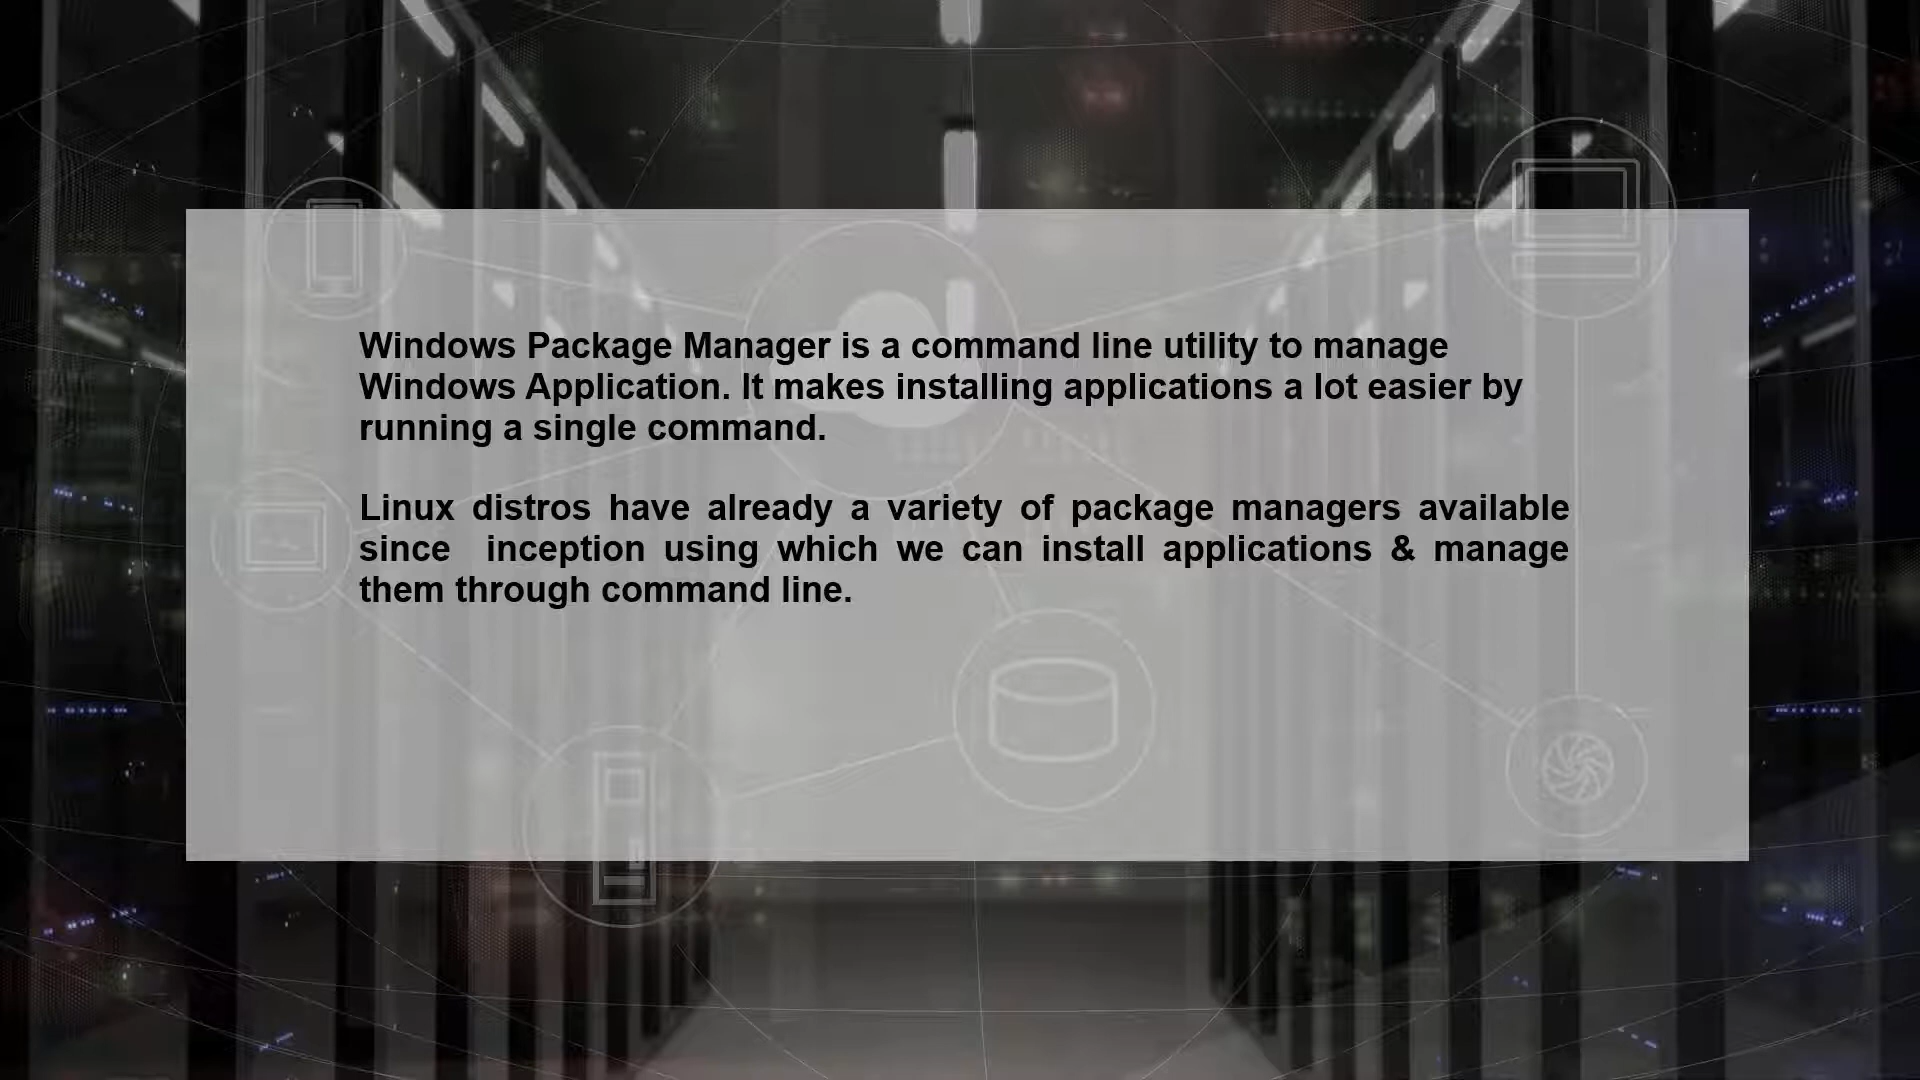 Windows Package Manager is a command line utility to manage
Windows Application. It makes installing applications a lot easier by
running a single command.
Linux distros have already a variety of package managers available
since  inception using which we can install applications & manage
them through command line.